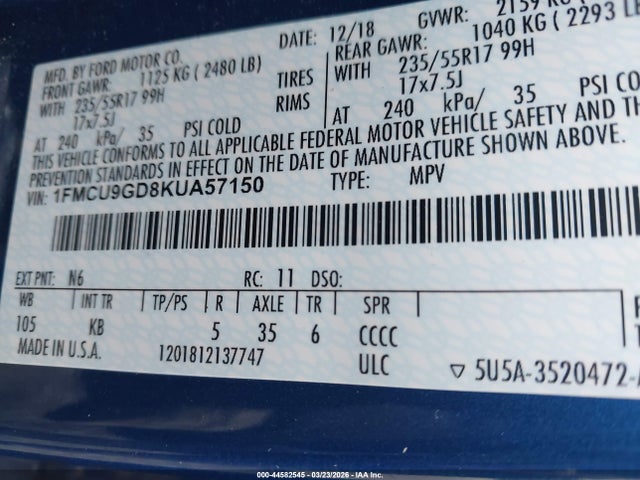 MFD. BY FORD MOTOR CO. DATE: 12/18 GVWR: 2159 KG
FRONT GAWR: 1125 KG ( 2480 LB) REAR GAWR: 1040 KG ( 2293 LB
WITH 235/55R17 99H TIRES WITH 235/55R17 99H
17x7.5J RIMS 17x7.5J
AT 240 kPa/ 35 PSI COLD AT 240 kPa/ 35 PSI COLD
THIS VEHICLE CONFORMS TO ALL APPLICABLE FEDERAL MOTOR VEHICLE SAFETY AND
PREVENTION STANDARDS IN EFFECT ON THE DATE OF MANUFACTURE SHOWN
VIN: 1FMCU9GD8KUA57150 TYPE: MPV
EXT PNT: N6 RC: 11 DSO:
WB INT TR TP/PS R AXLE TR SPR
105 KB 5 35 6 CCCC
MADE IN U.S.A. 1201812137747 ULC ▽ 5U5A-3520472-
000-44582545 - 03/23/2026 - IAA Inc.